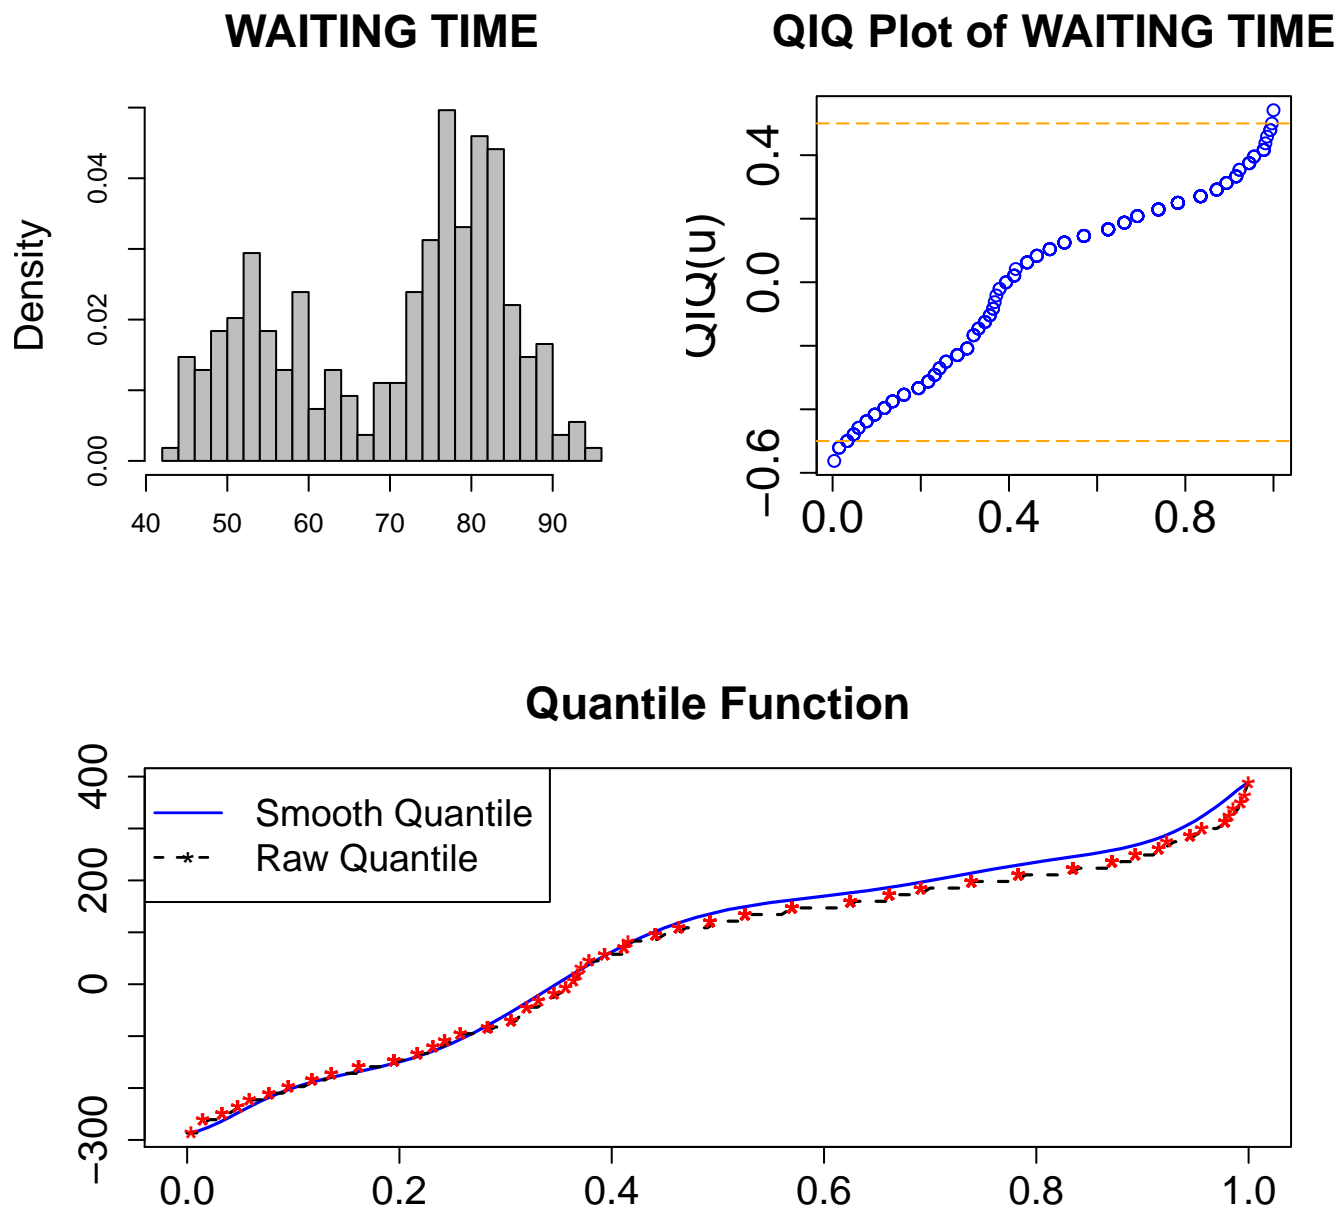 WAITING TIME
Density
0.00
0.02
0.04
40 50 60 70 80 90
QIQ Plot of WAITING TIME
QIQ(u)
−0.6
0.0
0.4
0.0 0.4 0.8
Quantile Function
400
200
0
−300
Smooth Quantile
Raw Quantile
0.0 0.2 0.4 0.6 0.8 1.0